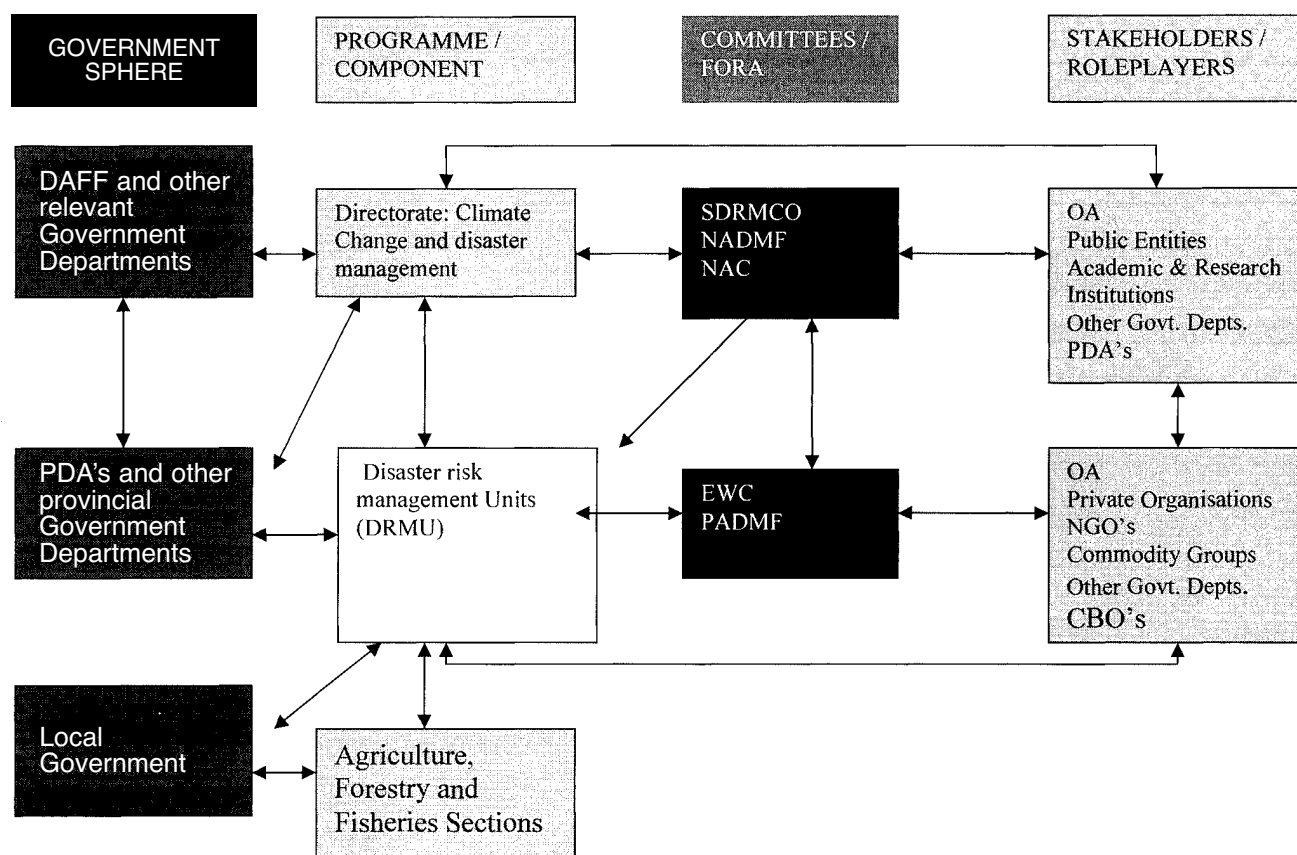 GOVERNMENT
SPHERE
PROGRAMME /
COMPONENT
COMMITTEES /
FORA
STAKEHOLDERS /
ROLEPLAYERS
DAFF and other
relevant
Government
Departments
Directorate: Climate
Change and disaster
management
SDRMCO
NADMF
NAC
OA
Public Entities
Academic & Research
Institutions
Other Govt. Depts.
PDA's
PDA's and other
provincial
Government
Departments
Disaster risk
management Units
(DRMU)
EWC
PADMF
OA
Private Organisations
NGO's
Commodity Groups
Other Govt. Depts.
CBO's
Local
Government
Agriculture,
Forestry and
Fisheries Sections